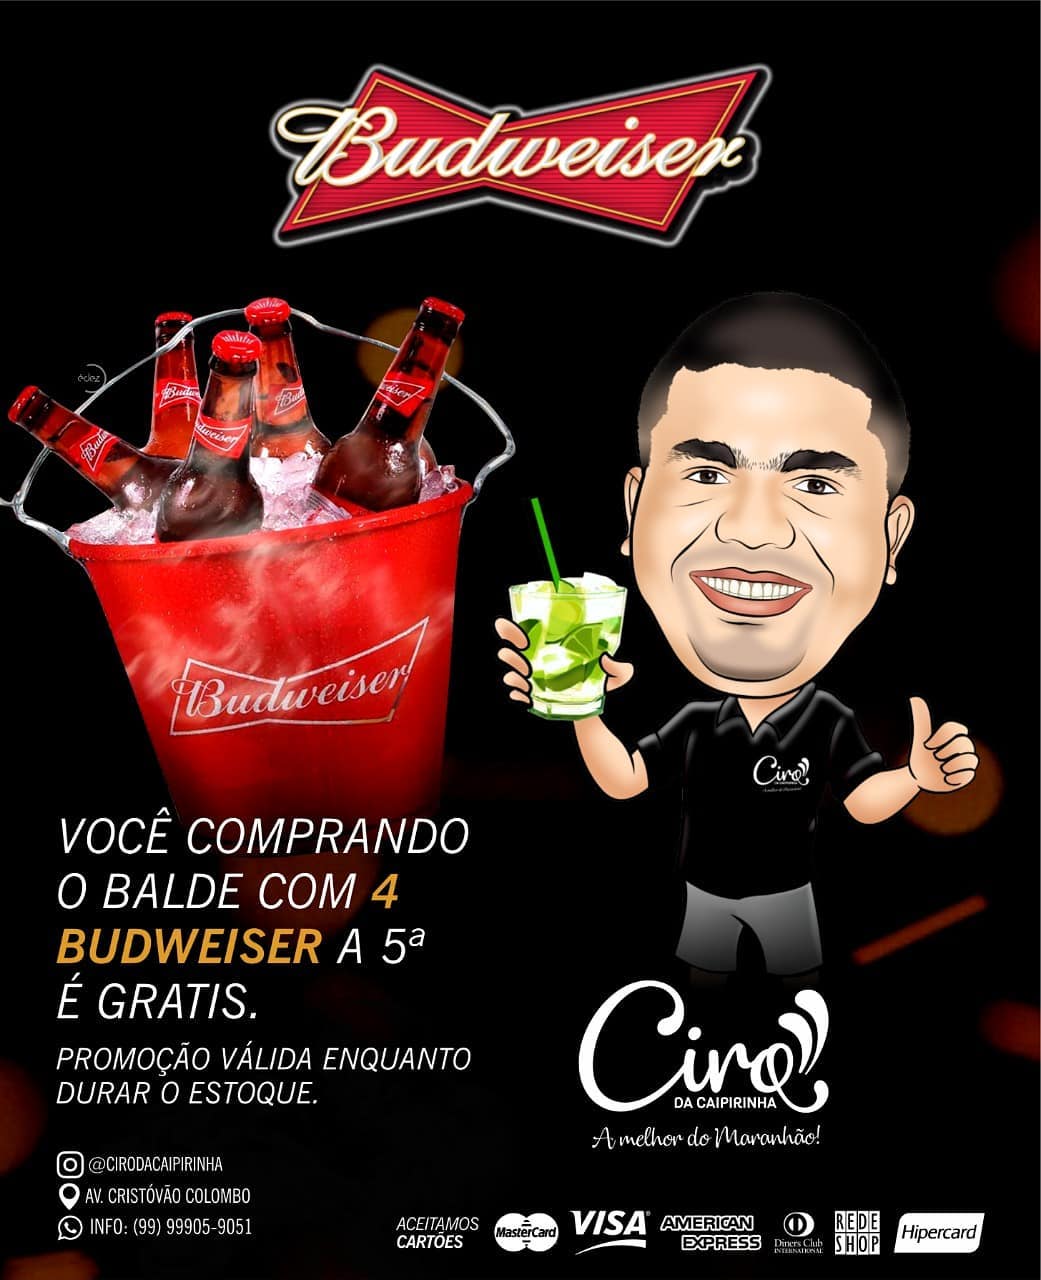 Budweiser
édez
Budweiser
Budweiser
Budweiser
VOCÊ COMPRANDO
O BALDE COM 4
BUDWEISER A 5ª
É GRATIS.
PROMOÇÃO VÁLIDA ENQUANTO
DURAR O ESTOQUE.
Ciro
Ciro
DA CAIPIRINHA
A melhor do Maranhão!
@CIRODACAIPIRINHA
AV. CRISTÓVÃO COLOMBO
INFO: (99) 99905-9051
ACEITAMOS
CARTÕES
MasterCard
VISA
AMERICAN
EXPRESS
Diners Club
INTERNATIONAL
REDE
SHOP
Hipercard